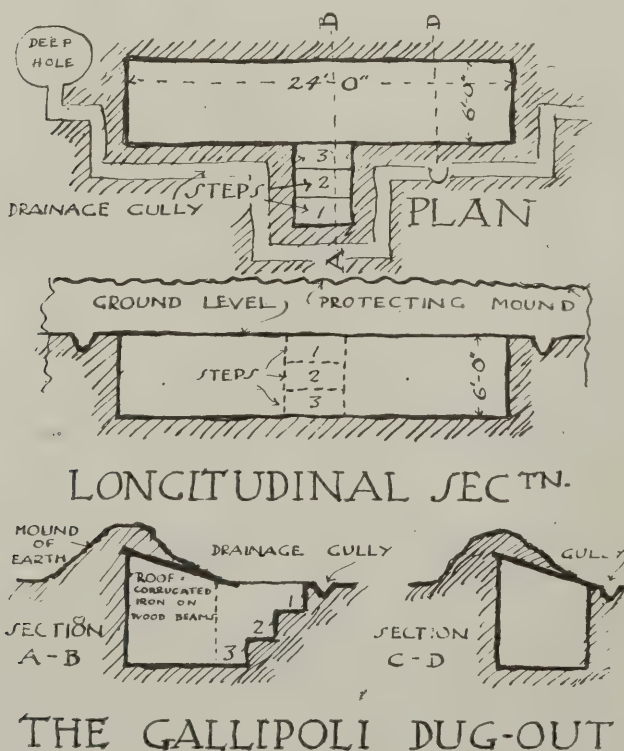 B
D
DEEP
HOLE
24'-0"
6'-0"
3
STEPS
2
1
DRAINAGE GULLY
C
PLAN
A
GROUND LEVEL
PROTECTING MOUND
1
STEPS
2
3
6'-0"
LONGITUDINAL SECTN.
MOUND
OF
EARTH
DRAINAGE GULLY
ROOF-
CORRUGATED
IRON ON
WOOD BEAMS
1
2
3
SECTION
A-B
GULLY
SECTION
C-D
THE GALLIPOLI DUG-OUT